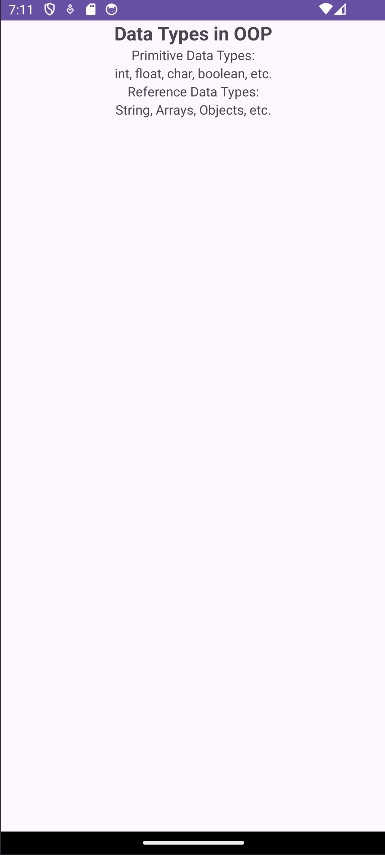 7:11
Data Types in OOP
Primitive Data Types:
int, float, char, boolean, etc.
Reference Data Types:
String, Arrays, Objects, etc.